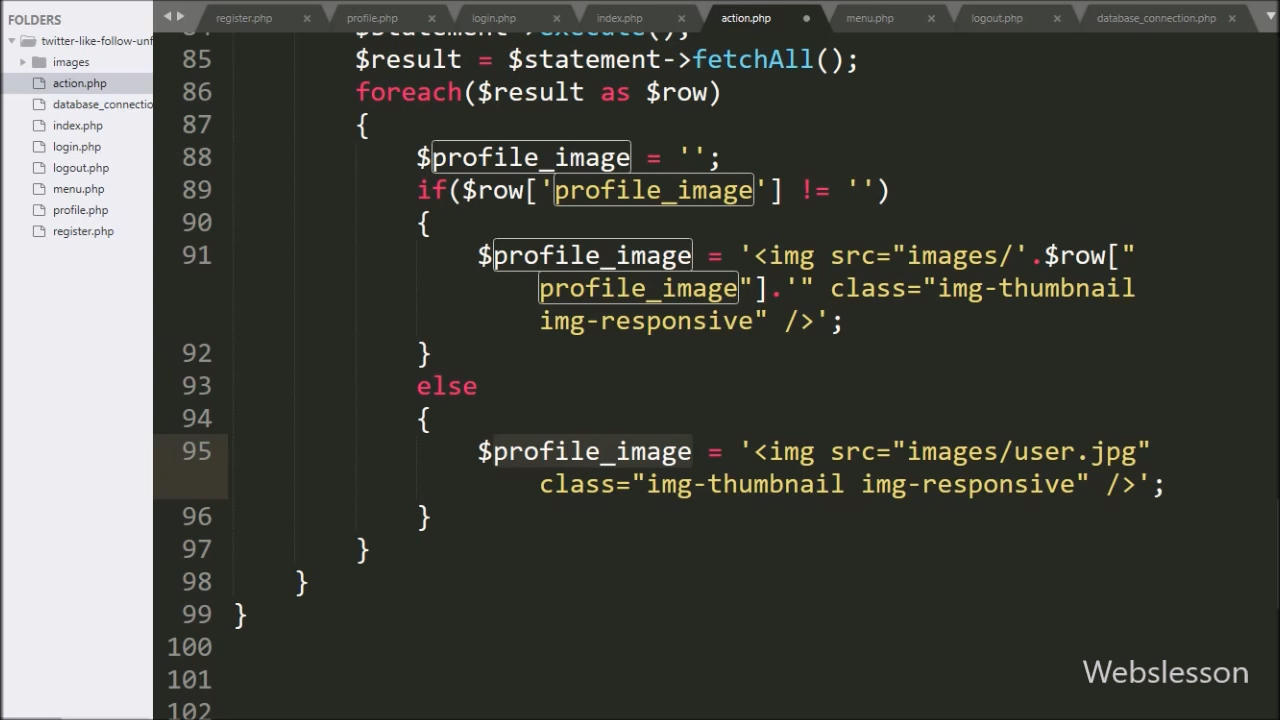 FOLDERS
twitter-like-follow-unf
images
action.php
database_connectio
index.php
login.php
logout.php
menu.php
profile.php
register.php
register.php
profile.php
login.php
index.php
action.php
menu.php
logout.php
database_connection.php
84 $statement->execute();
85 $result = $statement->fetchAll();
86 foreach($result as $row)
87 {
88 $profile_image = '';
89 if($row['profile_image'] != '')
90 {
91 $profile_image = '<img src="images/'.$row["
profile_image"].'" class="img-thumbnail
img-responsive" />';
92 }
93 else
94 {
95 $profile_image = '<img src="images/user.jpg"
class="img-thumbnail img-responsive" />';
96 }
97 }
98 }
99 }
100
101
102
Webslesson